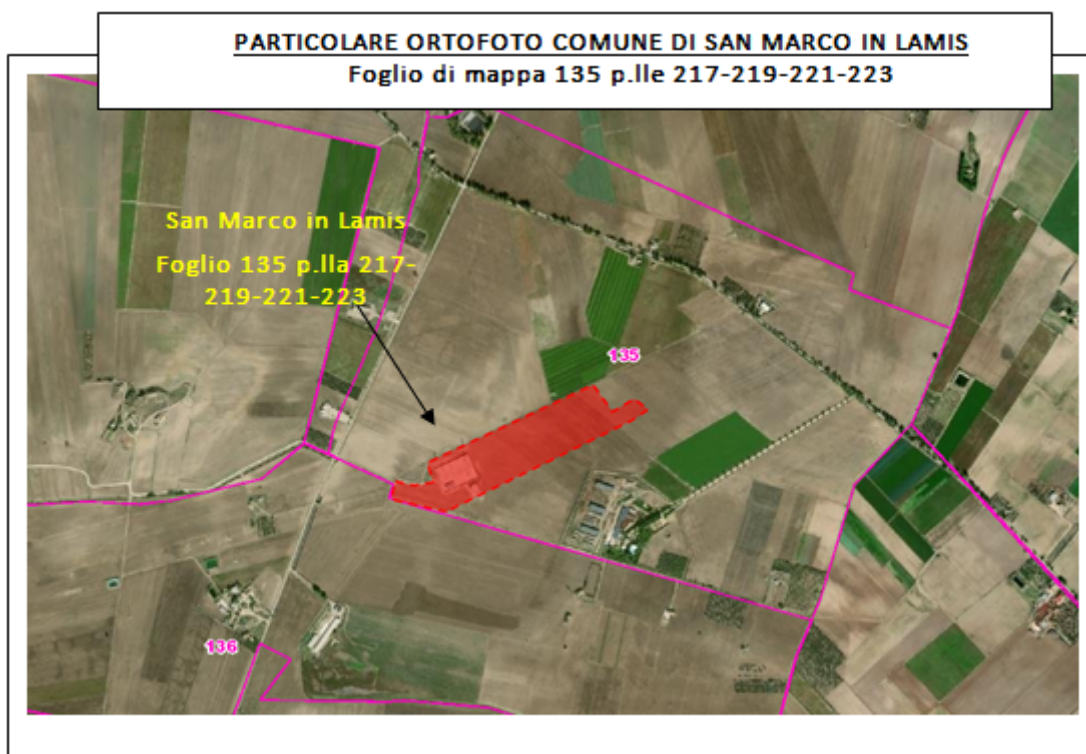 PARTICOLARE ORTOFOTO COMUNE DI SAN MARCO IN LAMIS
Foglio di mappa 135 p.lle 217-219-221-223
San Marco in Lamis
Foglio 135 p.lla 217-
219-221-223
135
136